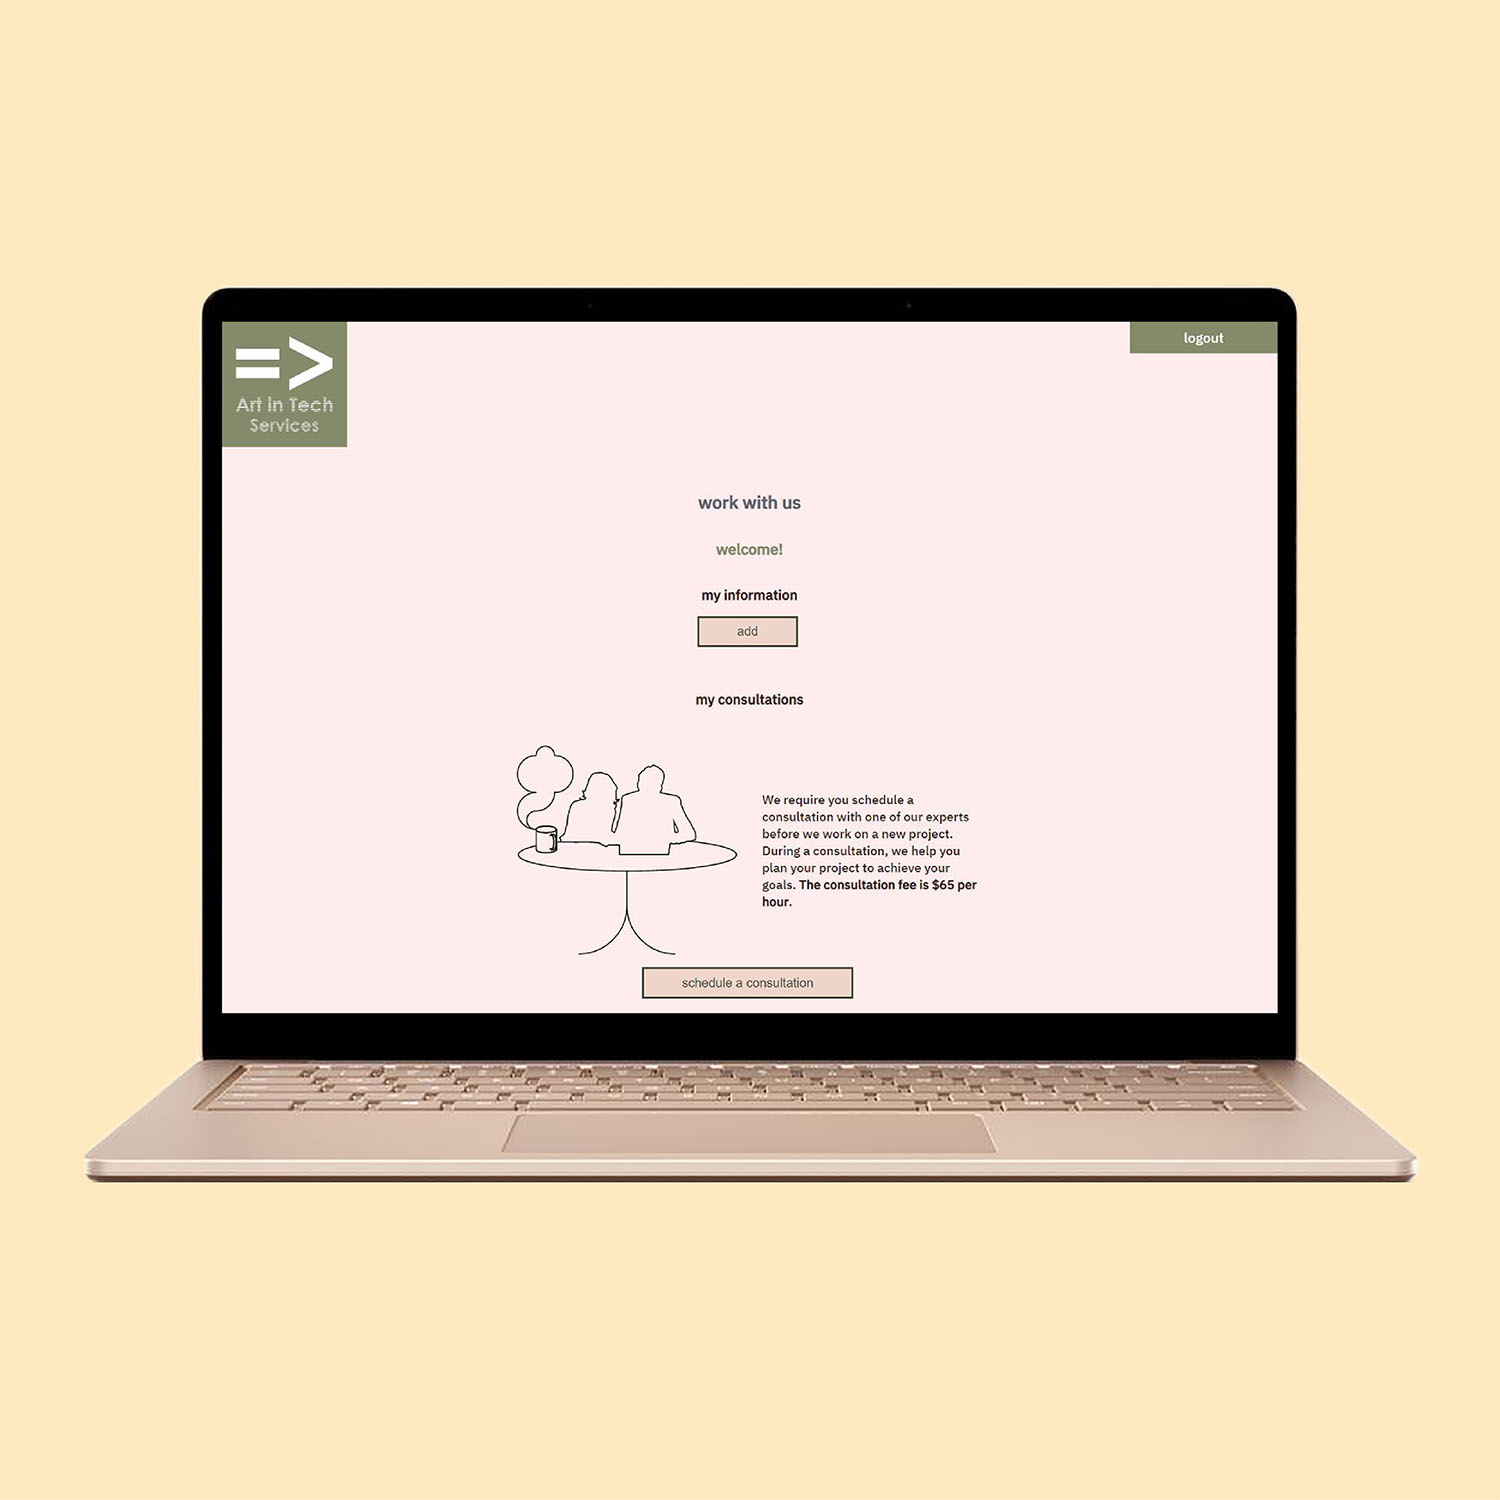 =>
Art in Tech
Services
logout
work with us
welcome!
my information
add
my consultations
We require you schedule a
consultation with one of our experts
before we work on a new project.
During a consultation, we help you
plan your project to achieve your
goals. The consultation fee is $65 per
hour.
schedule a consultation